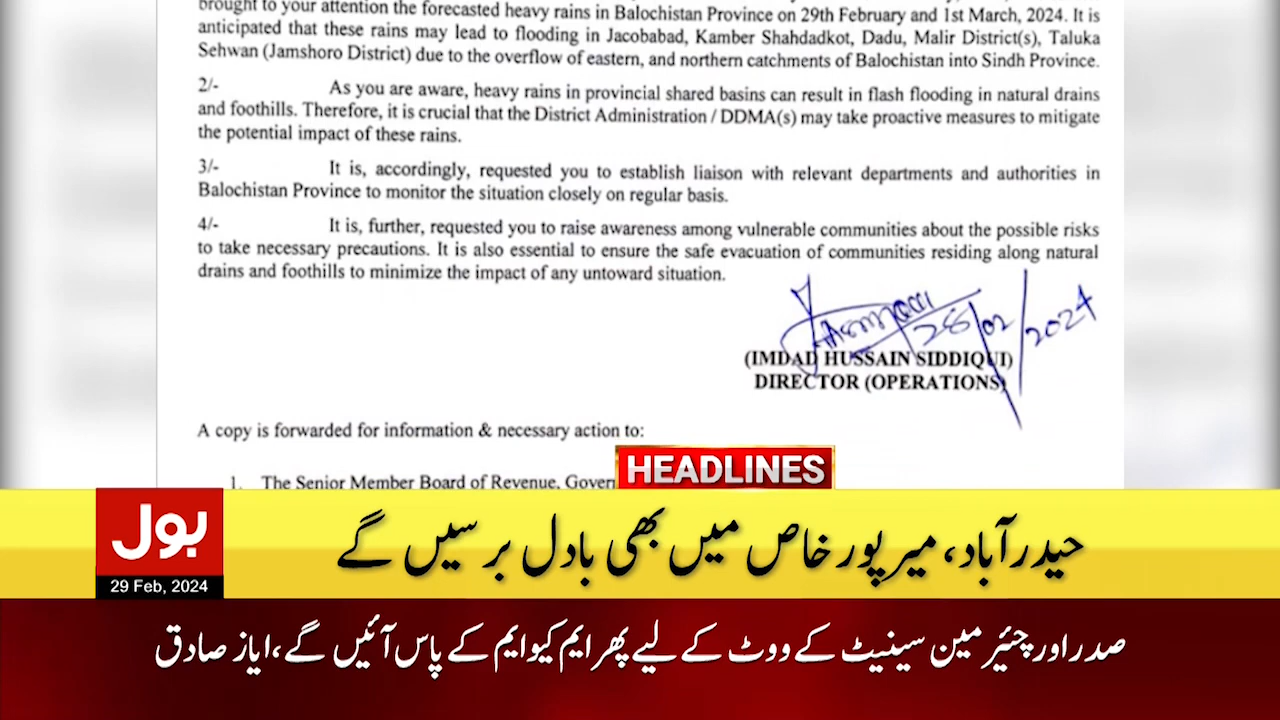 brought to your attention the forecasted heavy rains in Balochistan Province on 29th February and 1st March, 2024. It is
anticipated that these rains may lead to flooding in Jacobabad, Kamber Shahdadkot, Dadu, Malir District(s), Taluka
Sehwan (Jamshoro District) due to the overflow of eastern, and northern catchments of Balochistan into Sindh Province.
2/- As you are aware, heavy rains in provincial shared basins can result in flash flooding in natural drains
and foothills. Therefore, it is crucial that the District Administration / DDMA(s) may take proactive measures to mitigate
the potential impact of these rains.
3/- It is, accordingly, requested you to establish liaison with relevant departments and authorities in
Balochistan Province to monitor the situation closely on regular basis.
4/- It is, further, requested you to raise awareness among vulnerable communities about the possible risks
to take necessary precautions. It is also essential to ensure the safe evacuation of communities residing along natural
drains and foothills to minimize the impact of any untoward situation.
28/02/2024
(IMDAD HUSSAIN SIDDIQUI)
DIRECTOR (OPERATIONS)
A copy is forwarded for information & necessary action to:
1. The Senior Member Board of Revenue, Govern
HEADLINES
بول
29 Feb, 2024
حیدرآباد، میرپورخاص میں بھی بادل برسیں گے
صدر اور چئیرمین سینیٹ کے ووٹ کے لیے پھر ایم کیو ایم کے پاس آئیں گے، ایاز صادق